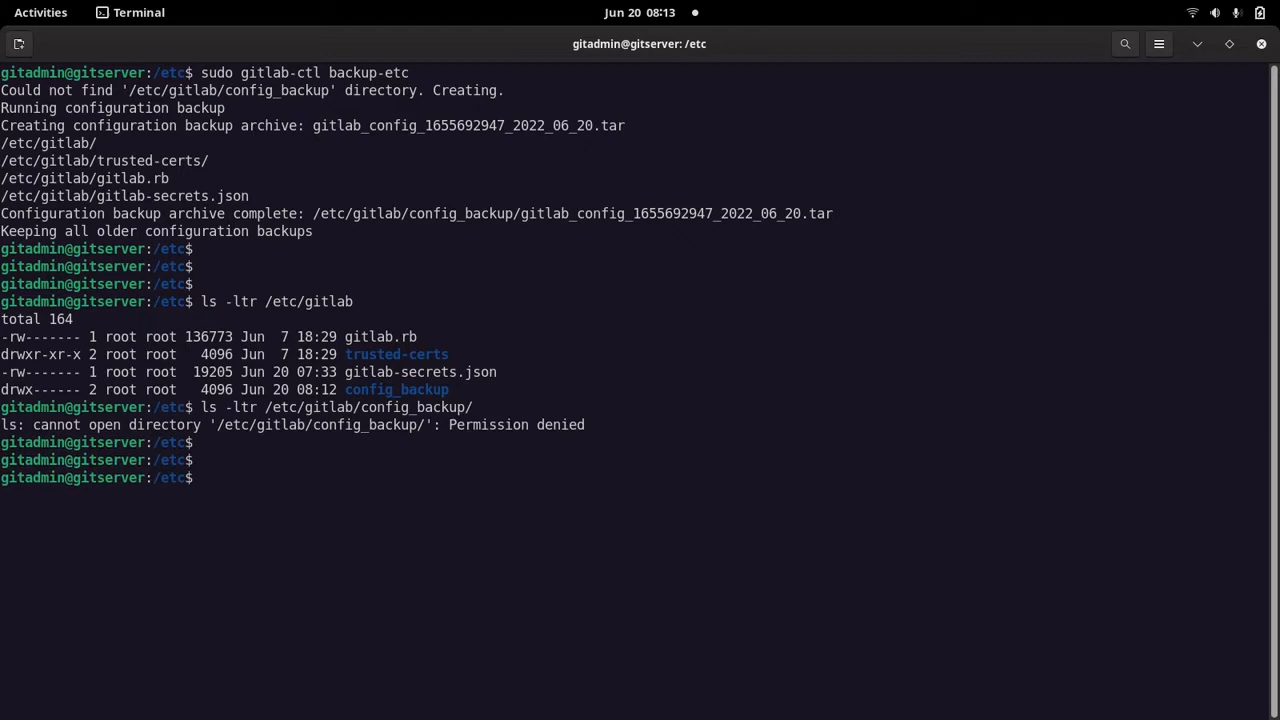 Activities Terminal Jun 20 08:13
gitadmin@gitserver: /etc
gitadmin@gitserver:/etc$ sudo gitlab-ctl backup-etc
Could not find '/etc/gitlab/config_backup' directory. Creating.
Running configuration backup
Creating configuration backup archive: gitlab_config_1655692947_2022_06_20.tar
/etc/gitlab/
/etc/gitlab/trusted-certs/
/etc/gitlab/gitlab.rb
/etc/gitlab/gitlab-secrets.json
Configuration backup archive complete: /etc/gitlab/config_backup/gitlab_config_1655692947_2022_06_20.tar
Keeping all older configuration backups
gitadmin@gitserver:/etc$
gitadmin@gitserver:/etc$
gitadmin@gitserver:/etc$
gitadmin@gitserver:/etc$ ls -ltr /etc/gitlab
total 164
-rw------- 1 root root 136773 Jun  7 18:29 gitlab.rb
drwxr-xr-x 2 root root   4096 Jun  7 18:29 trusted-certs
-rw------- 1 root root  19205 Jun 20 07:33 gitlab-secrets.json
drwx------ 2 root root   4096 Jun 20 08:12 config_backup
gitadmin@gitserver:/etc$ ls -ltr /etc/gitlab/config_backup/
ls: cannot open directory '/etc/gitlab/config_backup/': Permission denied
gitadmin@gitserver:/etc$
gitadmin@gitserver:/etc$
gitadmin@gitserver:/etc$